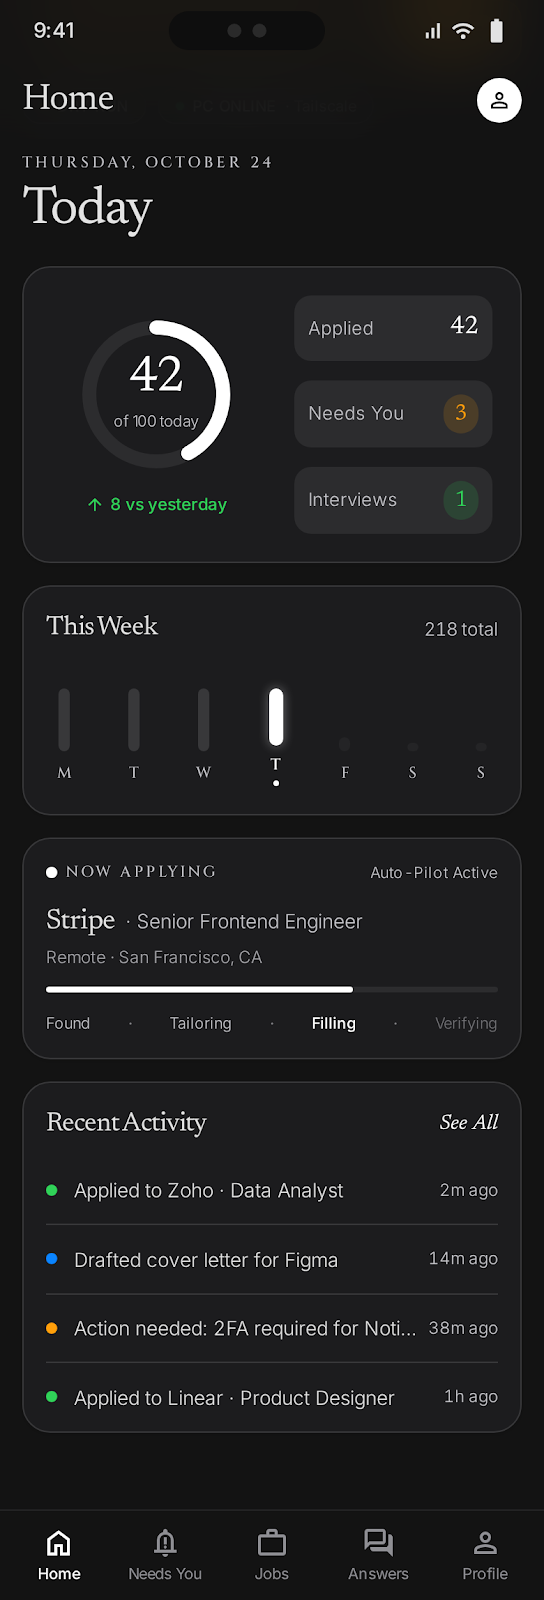 9:41
Home
PC ONLINE
THURSDAY, OCTOBER 24
Today
42
of 100 today
↑ 8 vs yesterday
Applied 42
Needs You 3
Interviews 1
This Week 218 total
M T W T F S S
NOW APPLYING Auto-Pilot Active
Stripe · Senior Frontend Engineer
Remote · San Francisco, CA
Found · Tailoring · Filling · Verifying
Recent Activity See All
Applied to Zoho · Data Analyst 2m ago
Drafted cover letter for Figma 14m ago
Action needed: 2FA required for Noti... 38m ago
Applied to Linear · Product Designer 1h ago
Home Needs You Jobs Answers Profile